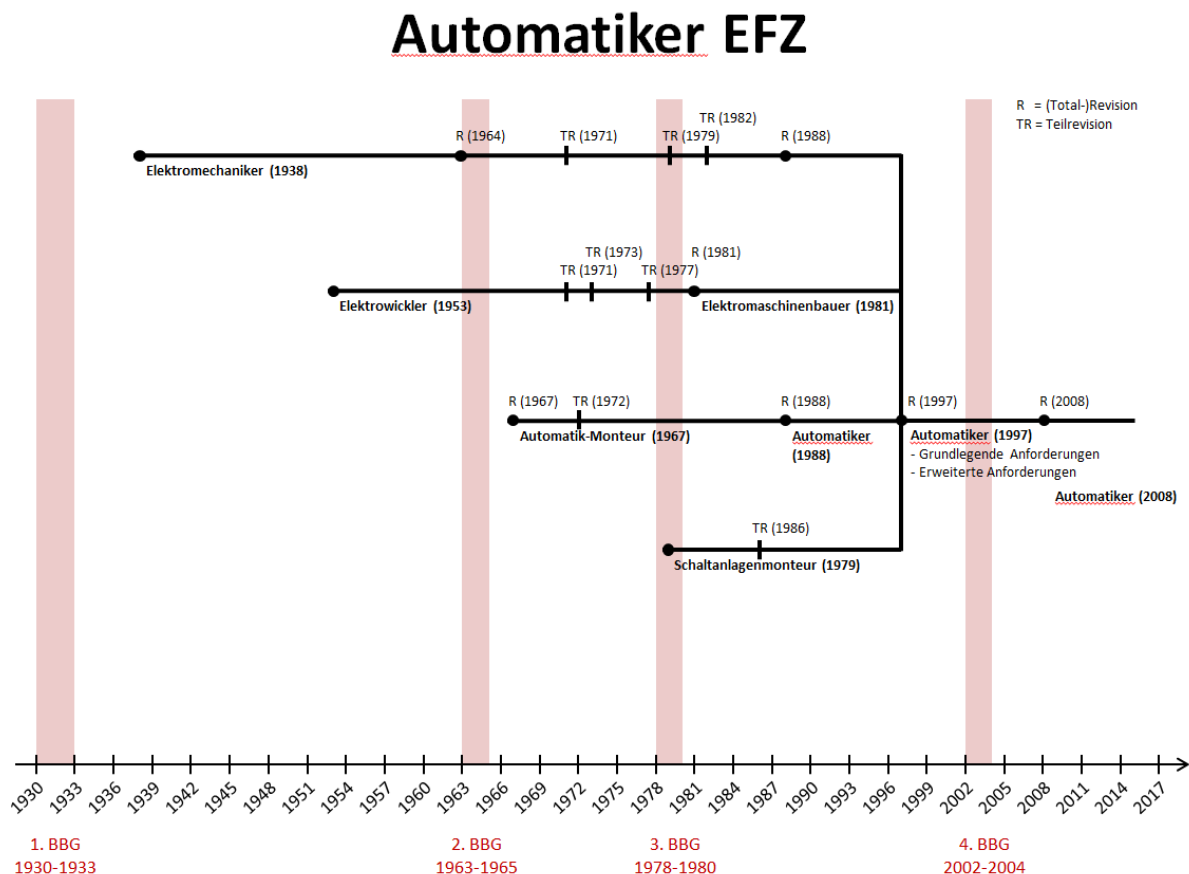 Automatiker EFZ
R = (Total-)Revision
TR = Teilrevision
TR (1982)
R (1964)
TR (1971)
TR (1979)
R (1988)
Elektromechaniker (1938)
TR (1973)
R (1981)
TR (1971)
TR (1977)
Elektrowickler (1953)
Elektromaschinenbauer (1981)
R (1967)
TR (1972)
R (1988)
R (1997)
R (2008)
Automatik-Monteur (1967)
Automatiker
(1988)
Automatiker (1997)
- Grundlegende Anforderungen
- Erweiterte Anforderungen
Automatiker (2008)
TR (1986)
Schaltanlagenmonteur (1979)
1930
1933
1936
1939
1942
1945
1948
1951
1954
1957
1960
1963
1966
1969
1972
1975
1978
1981
1984
1987
1990
1993
1996
1999
2002
2005
2008
2011
2014
2017
1. BBG
1930-1933
2. BBG
1963-1965
3. BBG
1978-1980
4. BBG
2002-2004